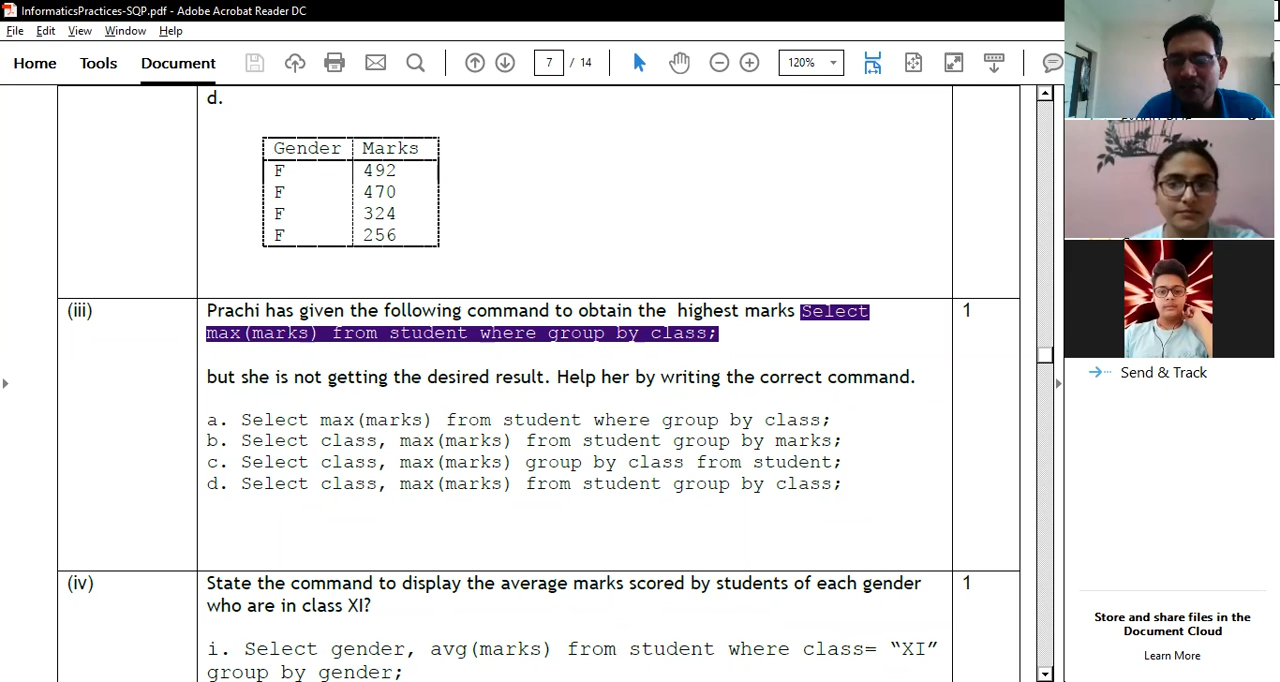 InformaticsPractices-SQP.pdf - Adobe Acrobat Reader DC
File Edit View Window Help
Home Tools Document 7 / 14 120%
d.
Gender Marks
F 492
F 470
F 324
F 256
(iii) Prachi has given the following command to obtain the highest marks Select 1
max(marks) from student where group by class;
but she is not getting the desired result. Help her by writing the correct command.
a. Select max(marks) from student where group by class;
b. Select class, max(marks) from student group by marks;
c. Select class, max(marks) group by class from student;
d. Select class, max(marks) from student group by class;
(iv) State the command to display the average marks scored by students of each gender 1
who are in class XI?
i. Select gender, avg(marks) from student where class= “XI”
group by gender;
Send & Track
Store and share files in the
Document Cloud
Learn More